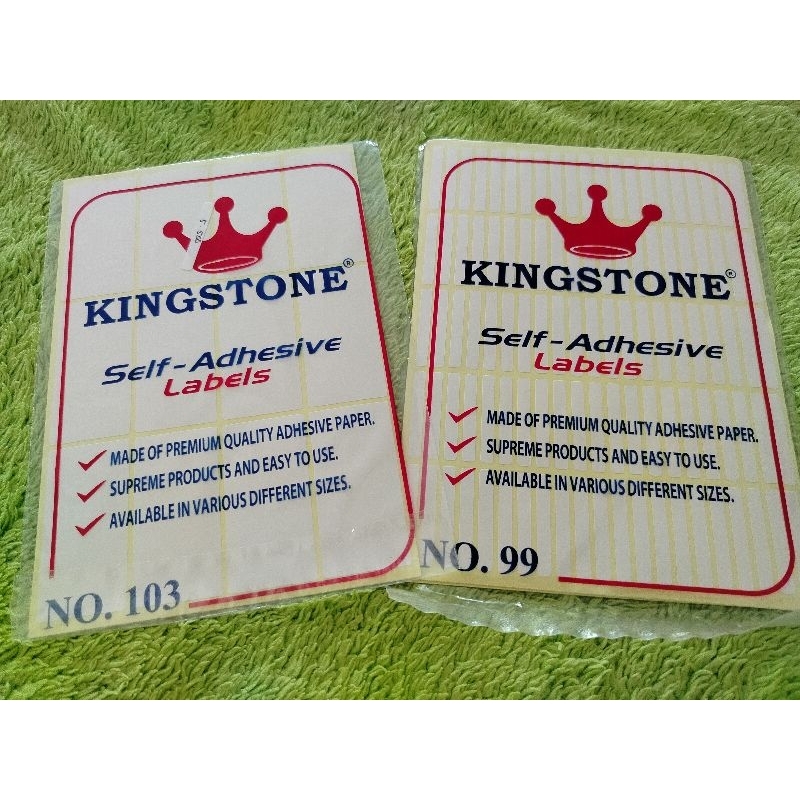 KINGSTONE®
Self-Adhesive
Labels
MADE OF PREMIUM QUALITY ADHESIVE PAPER.
SUPREME PRODUCTS AND EASY TO USE.
AVAILABLE IN VARIOUS DIFFERENT SIZES.
NO. 103
KINGSTONE®
Self-Adhesive
Labels
MADE OF PREMIUM QUALITY ADHESIVE PAPER.
SUPREME PRODUCTS AND EASY TO USE.
AVAILABLE IN VARIOUS DIFFERENT SIZES.
NO. 99